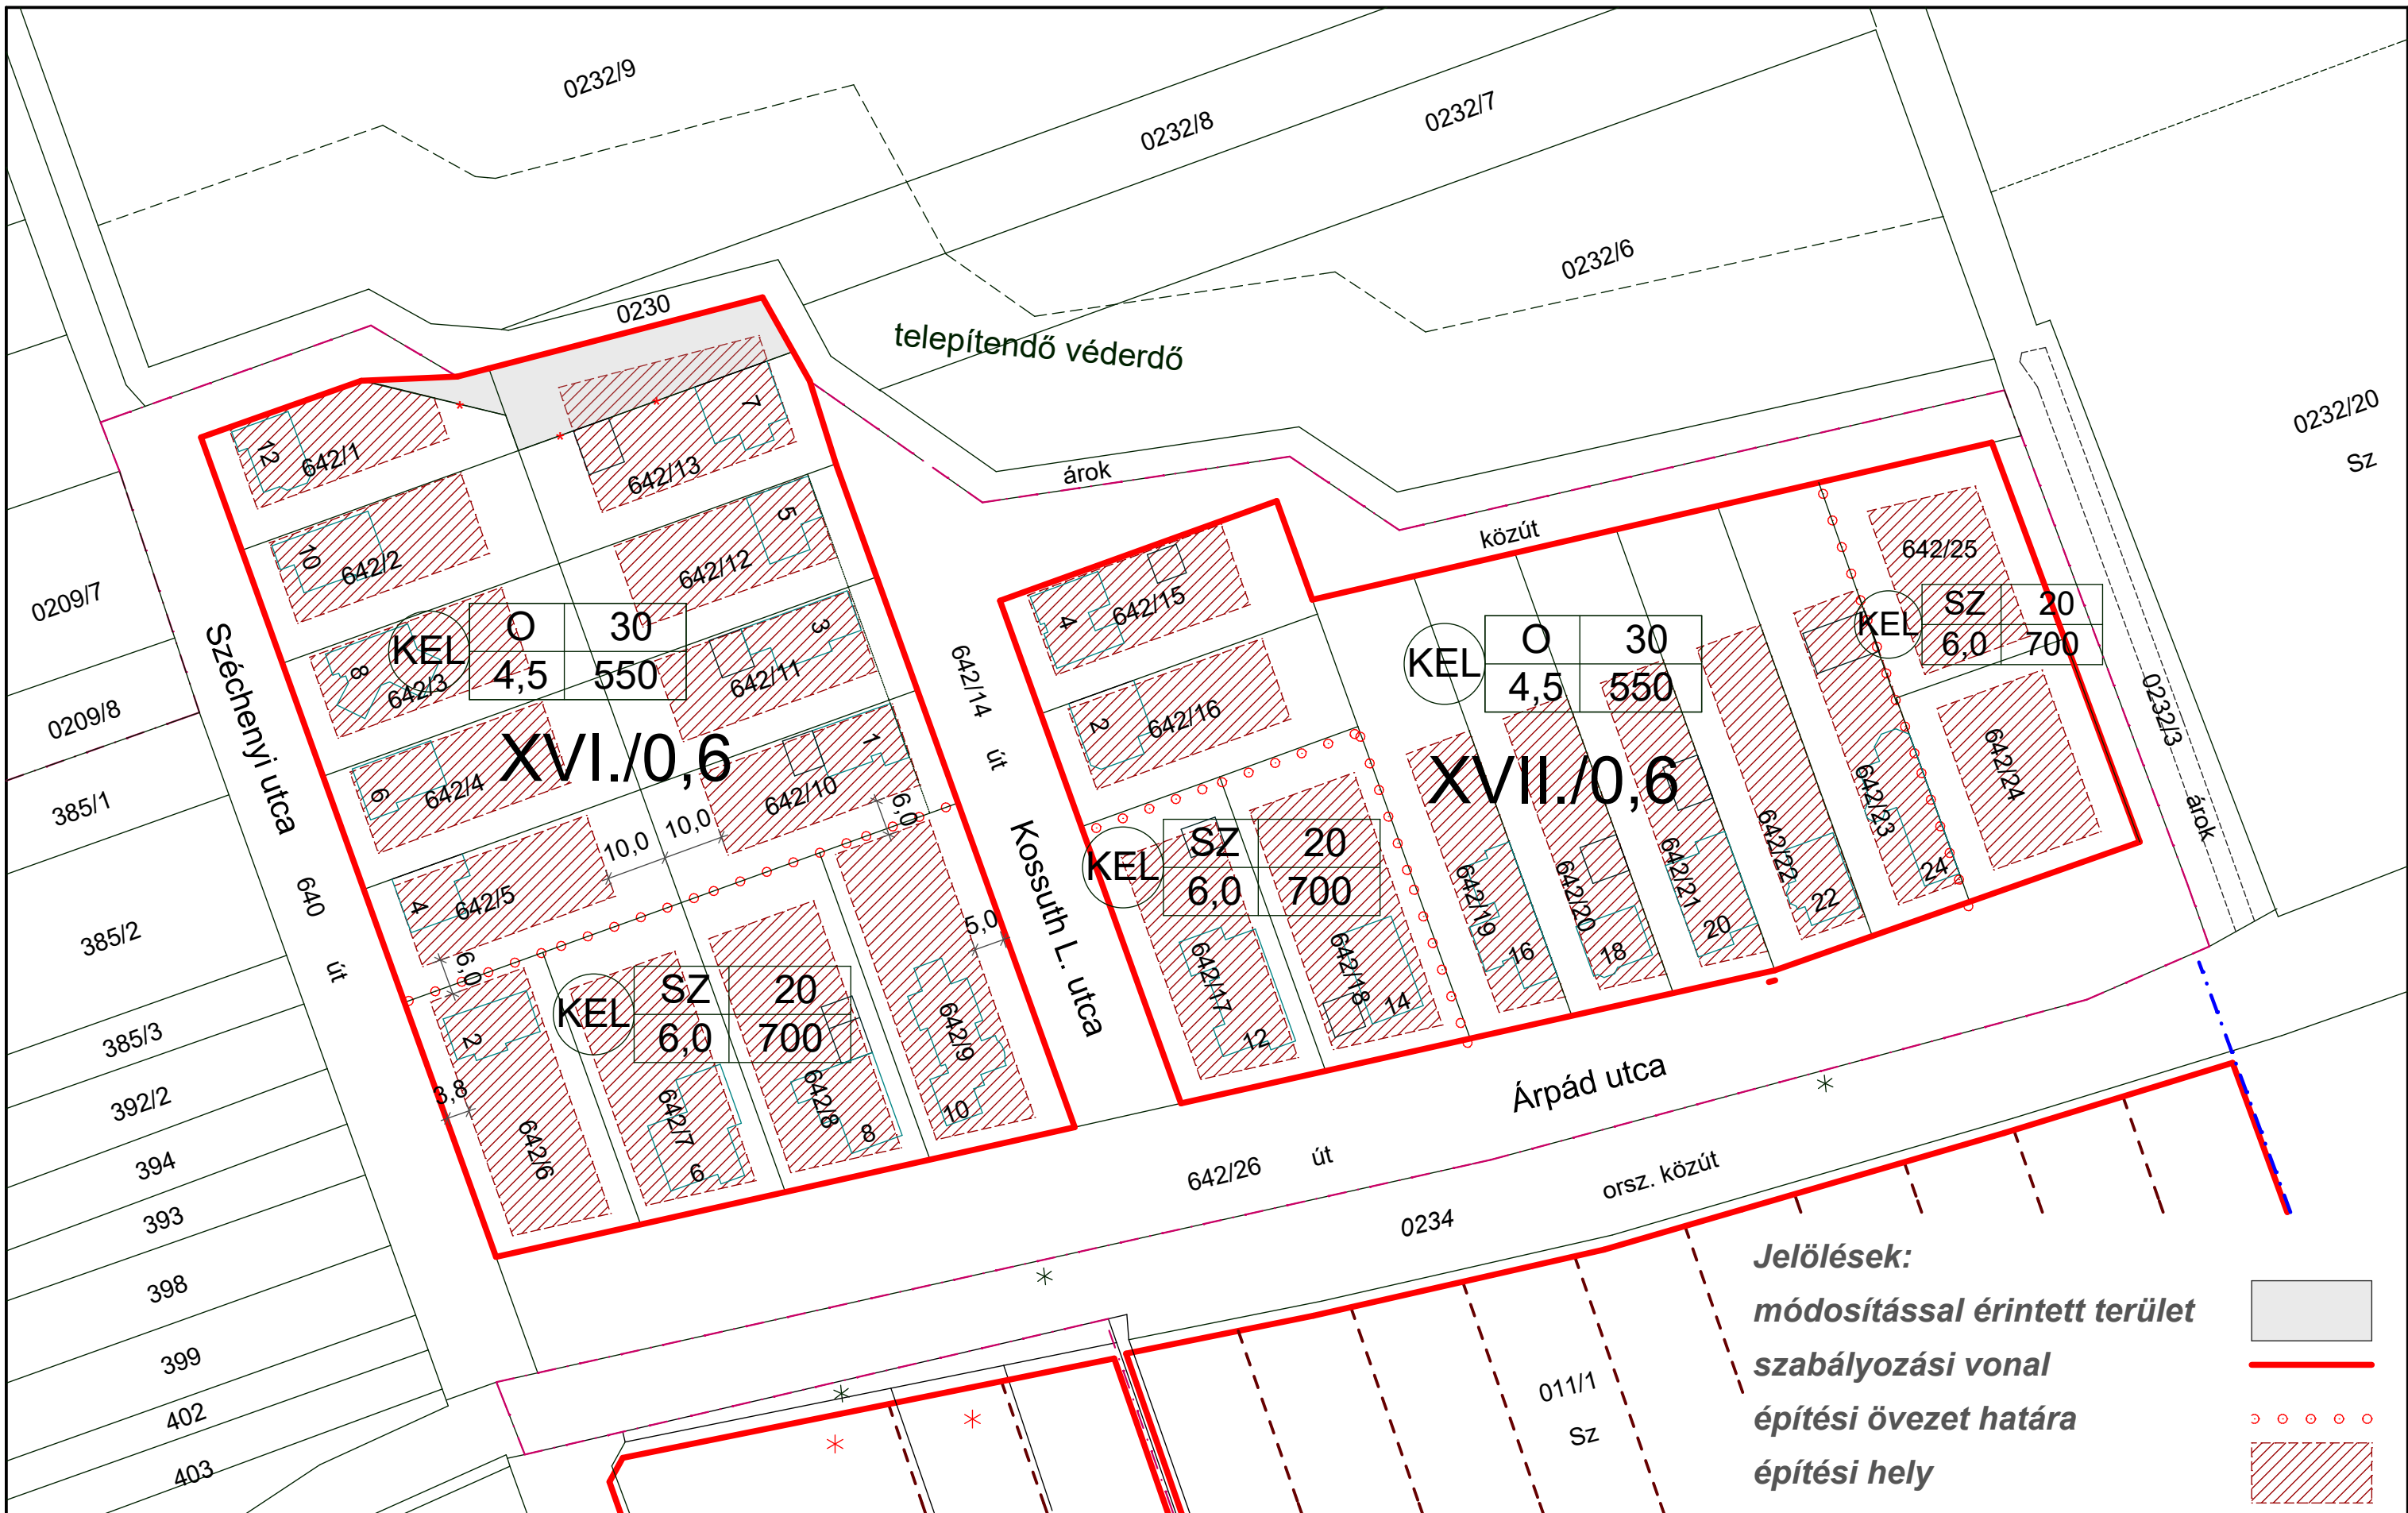 0232/9
0232/8
0232/7
0232/6
0232/20
Sz
0230
telepítendő véderdő
árok
közút
0232/3
árok
0209/7
0209/8
385/1
385/2
385/3
392/2
394
393
398
399
402
403
Széchenyi utca
640 út
12
642/1
10
642/2
8
642/3
6
642/4
4
642/5
7
642/13
5
642/12
3
642/11
1
642/10
KEL
O 30
4,5 550
XVI./0,6
10,0
10,0
6,0
6,0
5,0
3,8
2
642/6
642/7
6
642/8
8
642/9
10
KEL
SZ 20
6,0 700
642/14 út
Kossuth L. utca
4
642/15
2
642/16
KEL
SZ 20
6,0 700
642/17
12
642/18
14
KEL
O 30
4,5 550
XVII./0,6
642/19
16
642/20
18
642/21
20
642/22
22
642/23
24
642/25
KEL
SZ 20
6,0 700
642/24
Árpád utca
642/26 út
0234
orsz. közút
011/1
Sz
Jelölések:
módosítással érintett terület
szabályozási vonal
építési övezet határa
építési hely